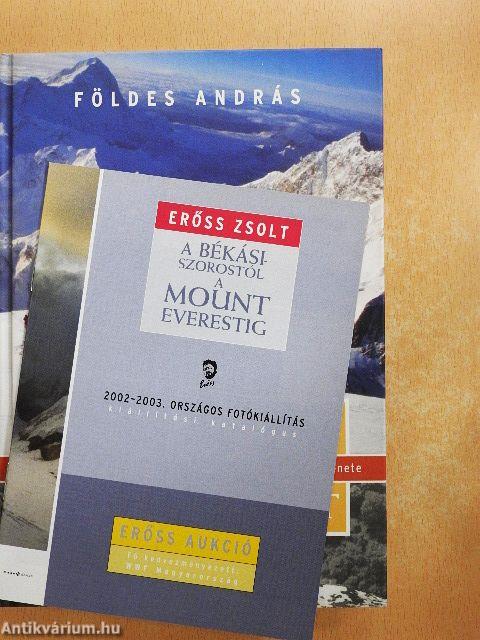 FÖLDES ANDRÁS
ERŐSS ZSOLT
A BÉKÁSI-
SZOROSTÓL
A
MOUNT
EVERESTIG
Erőss
2002-2003. ORSZÁGOS FOTÓKIÁLLÍTÁS
kiállítási katalógus
nete
T
ERŐSS AUKCIÓ
Fő kedvezményezett:
WWF Magyarország
Antikvárium.hu